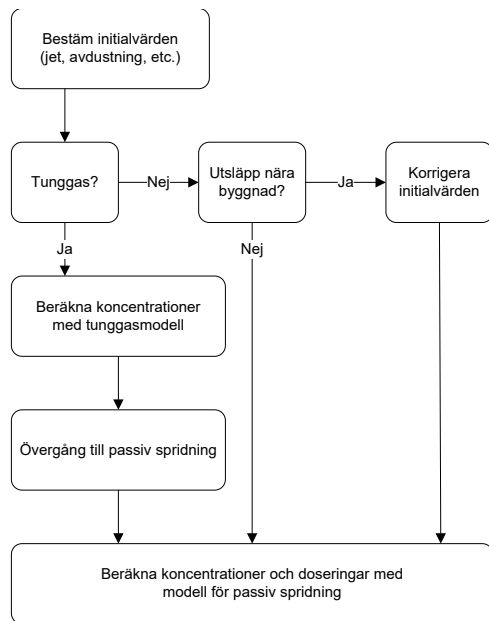 Bestäm initialvärden
(jet, avdustning, etc.)
Tunggas?
Nej
Utsläpp nära
byggnad?
Ja
Korrigera
initialvärden
Ja
Nej
Beräkna koncentrationer
med tunggasmodell
Övergång till passiv spridning
Beräkna koncentrationer och doseringar med
modell för passiv spridning